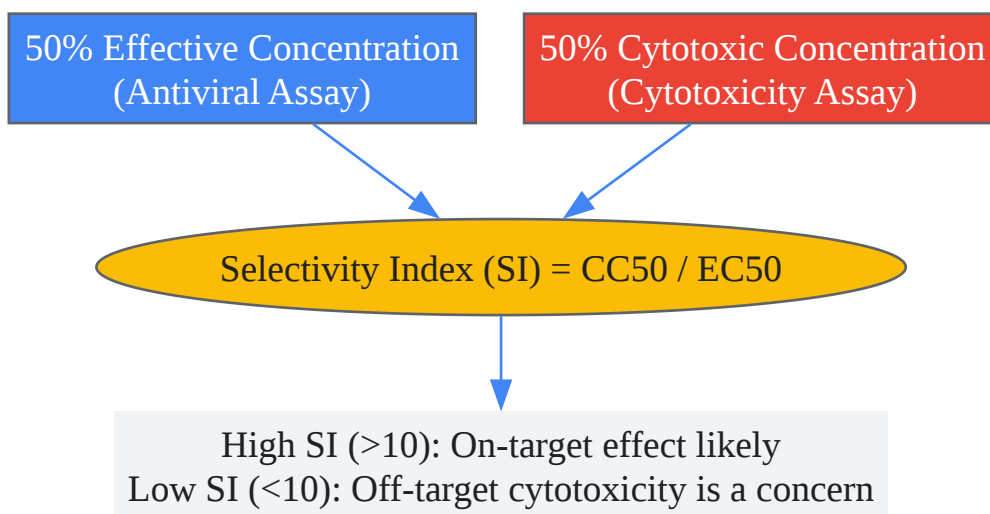 50% Effective Concentration
(Antiviral Assay)
50% Cytotoxic Concentration
(Cytotoxicity Assay)
Selectivity Index (SI) = CC50 / EC50
High SI (>10): On-target effect likely
Low SI (<10): Off-target cytotoxicity is a concern